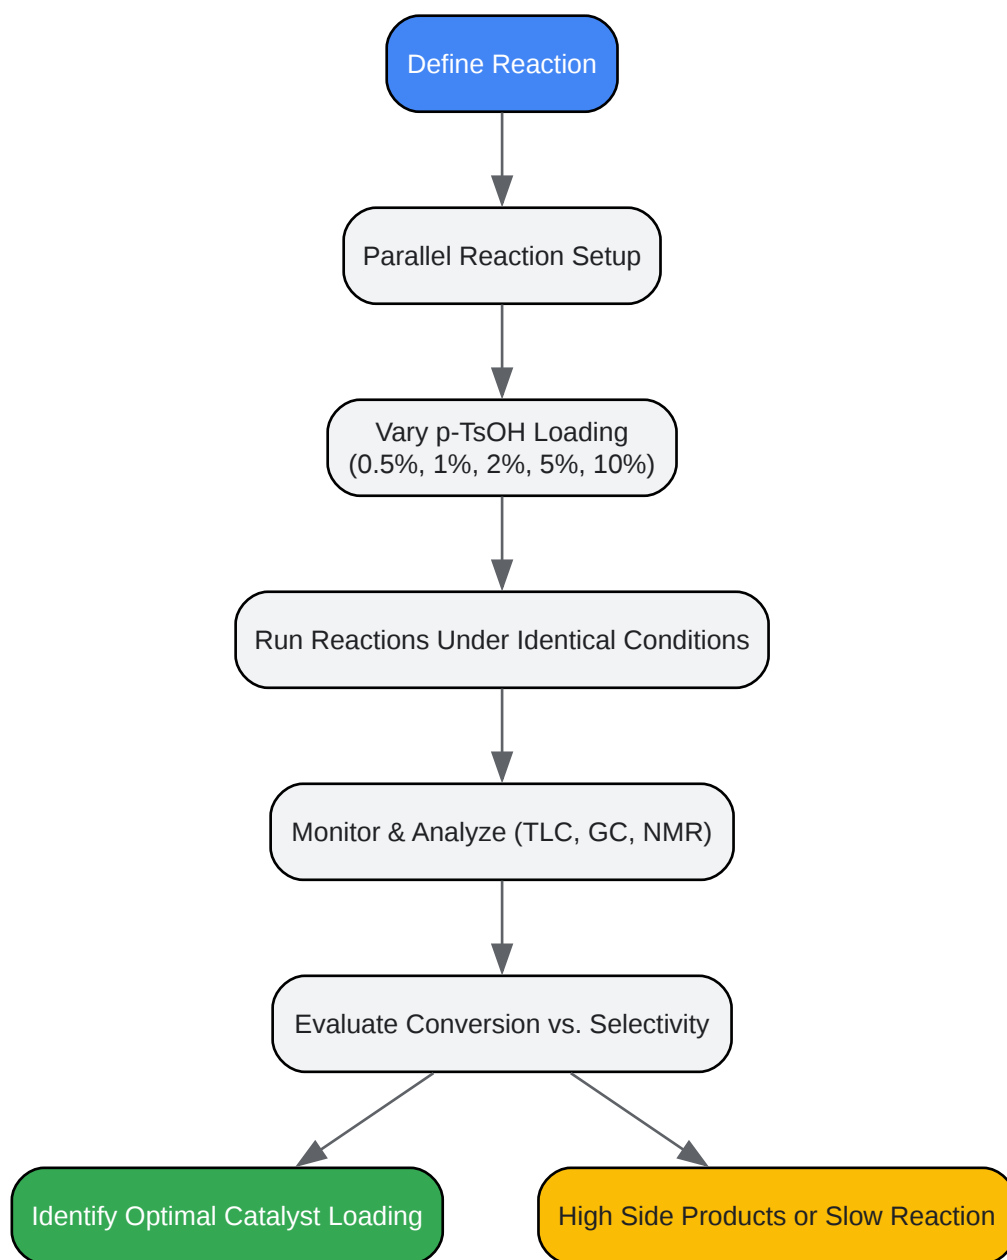 Define Reaction
Parallel Reaction Setup
Vary p-TsOH Loading
(0.5%, 1%, 2%, 5%, 10%)
Run Reactions Under Identical Conditions
Monitor & Analyze (TLC, GC, NMR)
Evaluate Conversion vs. Selectivity
Identify Optimal Catalyst Loading
High Side Products or Slow Reaction